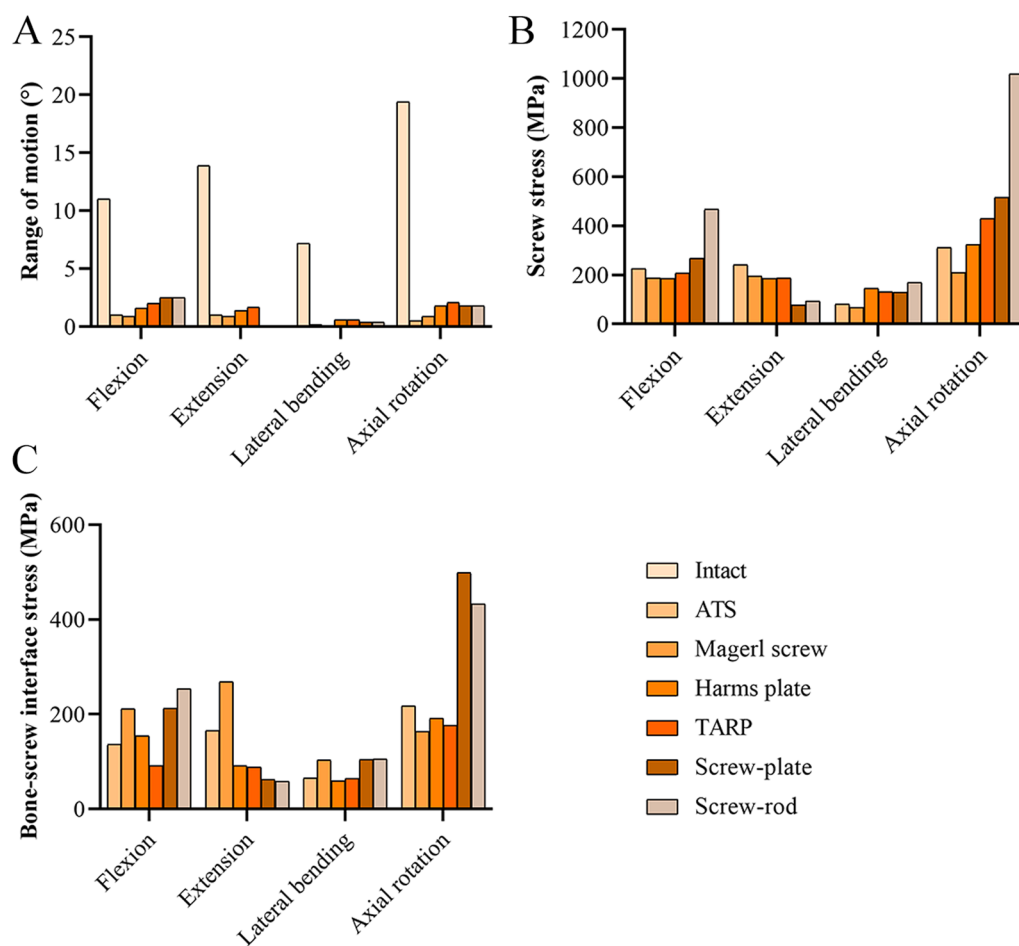 A
Range of motion (°)
25
20
15
10
5
0
Flexion
Extension
Lateral bending
Axial rotation
B
Screw stress (MPa)
1200
1000
800
600
400
200
0
Flexion
Extension
Lateral bending
Axial rotation
C
Bone-screw interface stress (MPa)
600
400
200
0
Flexion
Extension
Lateral bending
Axial rotation
Intact
ATS
Magerl screw
Harms plate
TARP
Screw-plate
Screw-rod